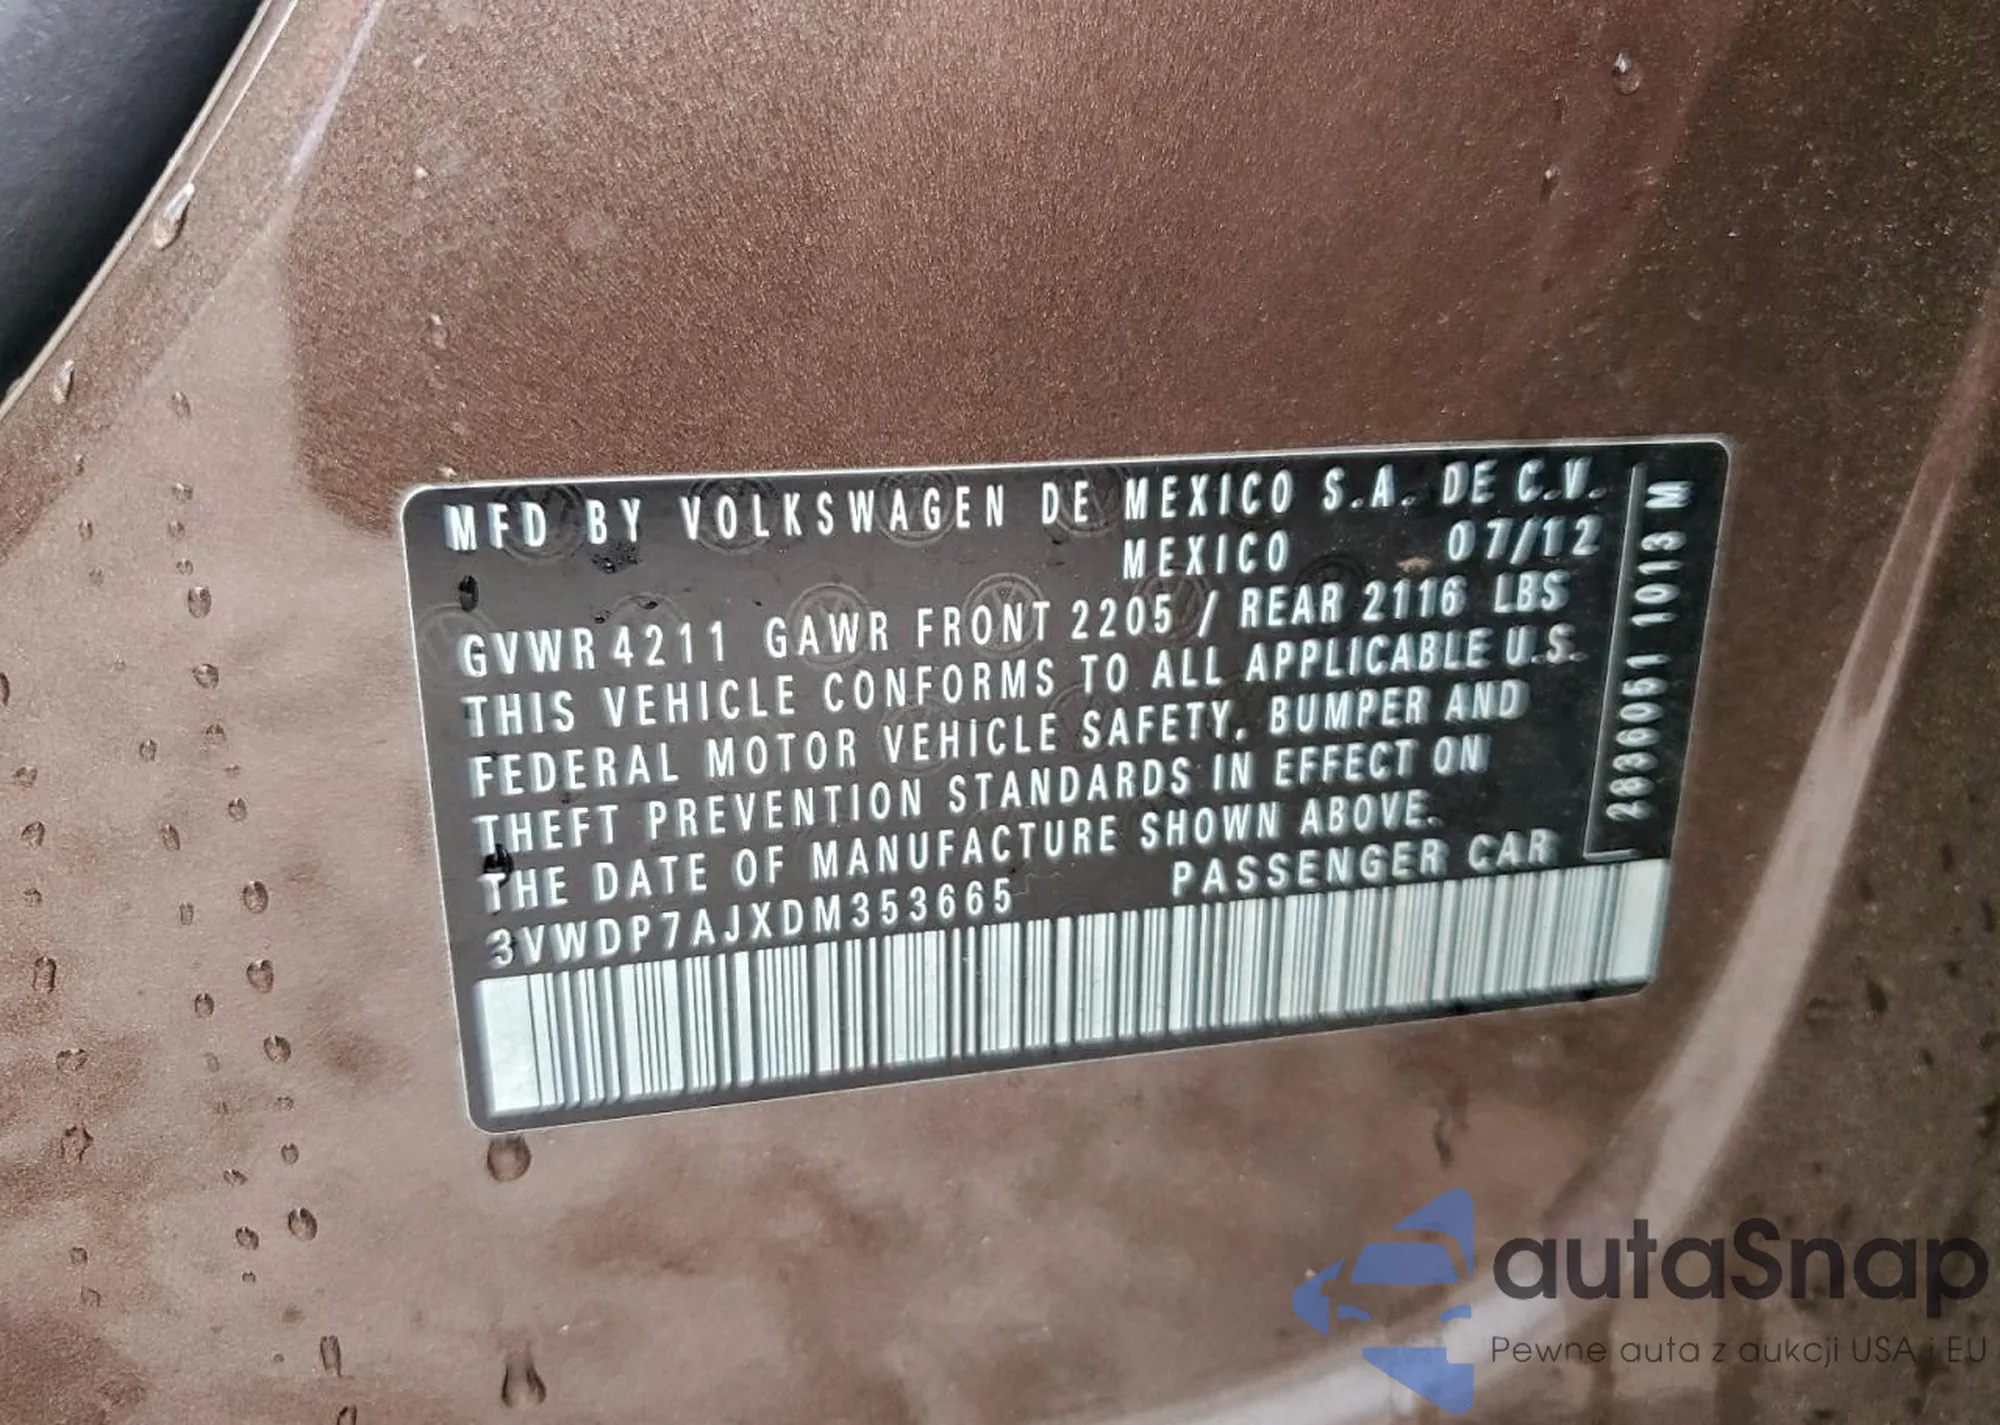 MFD BY VOLKSWAGEN DE MEXICO S.A. DE C.V.
MEXICO 07/12
GVWR 4211 GAWR FRONT 2205 / REAR 2116 LBS
THIS VEHICLE CONFORMS TO ALL APPLICABLE U.S.
FEDERAL MOTOR VEHICLE SAFETY, BUMPER AND
THEFT PREVENTION STANDARDS IN EFFECT ON
THE DATE OF MANUFACTURE SHOWN ABOVE.
3VWDP7AJXDM353665 PASSENGER CAR
2836051 1013 M
autaSnap
Pewne auta z aukcji USA i EU